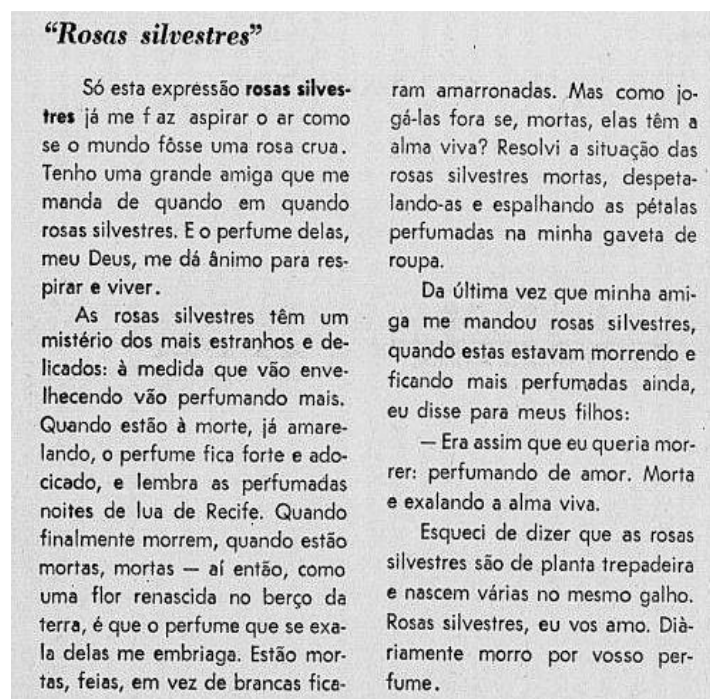 “Rosas silvestres”
Só esta expressão rosas silves-
tres já me faz aspirar o ar como
se o mundo fôsse uma rosa crua.
Tenho uma grande amiga que me
manda de quando em quando
rosas silvestres. E o perfume delas,
meu Deus, me dá ânimo para res-
pirar e viver.
As rosas silvestres têm um
mistério dos mais estranhos e de-
licados: à medida que vão enve-
lhecendo vão perfumando mais.
Quando estão à morte, já amare-
lando, o perfume fica forte e ado-
cicado, e lembra as perfumadas
noites de lua de Recife. Quando
finalmente morrem, quando estão
mortas, mortas — aí então, como
uma flor renascida no berço da
terra, é que o perfume que se exa-
la delas me embriaga. Estão mor-
tas, feias, em vez de brancas fica-
ram amarronadas. Mas como jo-
gá-las fora se, mortas, elas têm a
alma viva? Resolvi a situação das
rosas silvestres mortas, despeta-
lando-as e espalhando as pétalas
perfumadas na minha gaveta de
roupa.
Da última vez que minha ami-
ga me mandou rosas silvestres,
quando estas estavam morrendo e
ficando mais perfumadas ainda,
eu disse para meus filhos:
— Era assim que eu queria mor-
rer: perfumando de amor. Morta
e exalando a alma viva.
Esqueci de dizer que as rosas
silvestres são de planta trepadeira
e nascem várias no mesmo galho.
Rosas silvestres, eu vos amo. Dià-
riamente morro por vosso per-
fume.